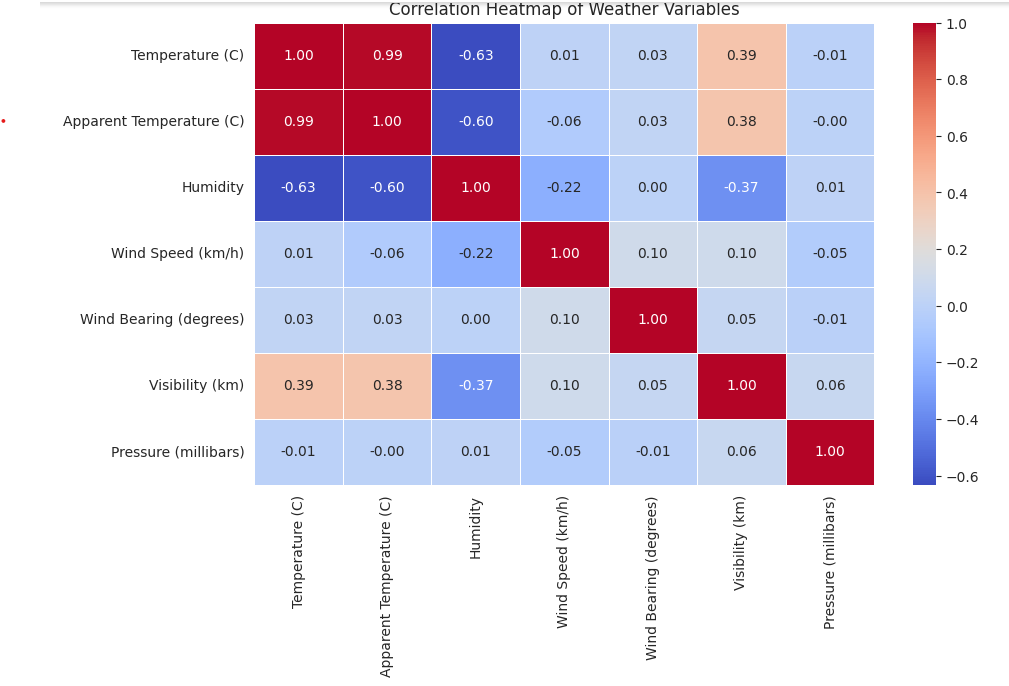 Correlation Heatmap of Weather Variables
Temperature (C) 1.00 0.99 -0.63 0.01 0.03 0.39 -0.01
Apparent Temperature (C) 0.99 1.00 -0.60 -0.06 0.03 0.38 -0.00
Humidity -0.63 -0.60 1.00 -0.22 0.00 -0.37 0.01
Wind Speed (km/h) 0.01 -0.06 -0.22 1.00 0.10 0.10 -0.05
Wind Bearing (degrees) 0.03 0.03 0.00 0.10 1.00 0.05 -0.01
Visibility (km) 0.39 0.38 -0.37 0.10 0.05 1.00 0.06
Pressure (millibars) -0.01 -0.00 0.01 -0.05 -0.01 0.06 1.00
Temperature (C)
Apparent Temperature (C)
Humidity
Wind Speed (km/h)
Wind Bearing (degrees)
Visibility (km)
Pressure (millibars)
1.0
0.8
0.6
0.4
0.2
0.0
−0.2
−0.4
−0.6